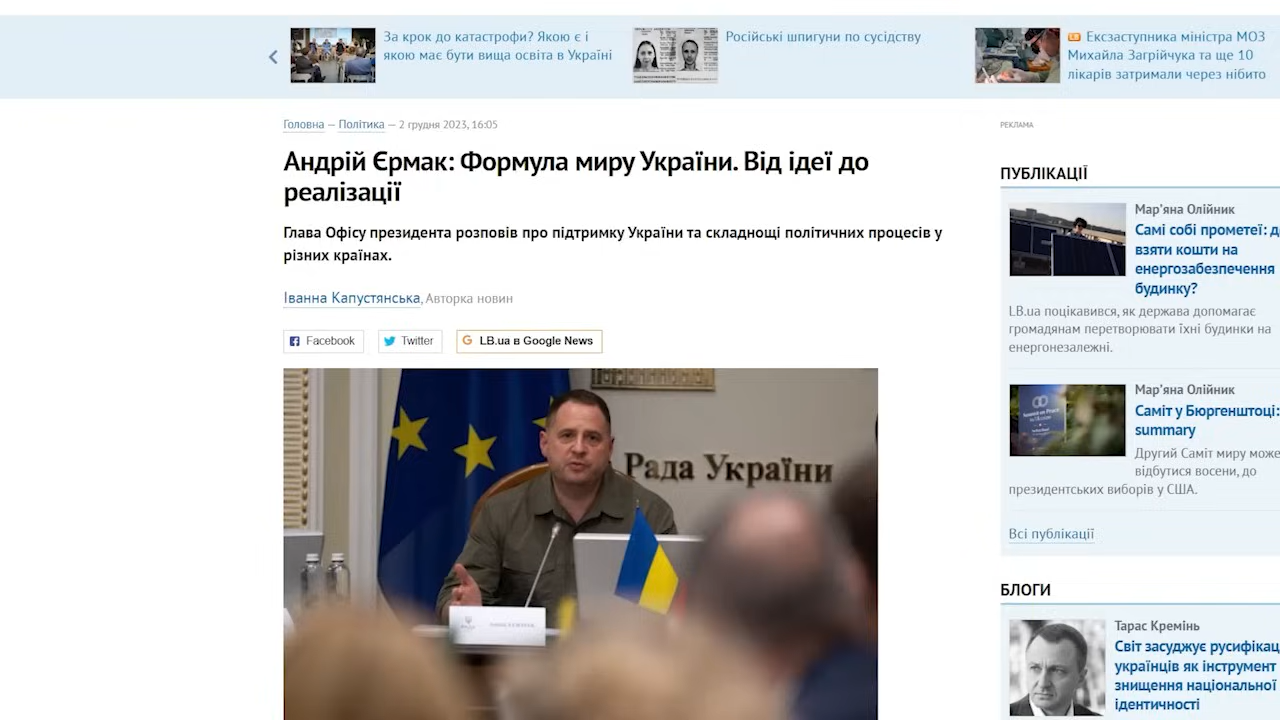 За крок до катастрофи? Якою є і
якою має бути вища освіта в Україні
Російські шпигуни по сусідству
Ексзаступника міністра МОЗ
Михайла Загрійчука та ще 10
лікарів затримали через нібито
Головна — Політика — 2 грудня 2023, 16:05
Андрій Єрмак: Формула миру України. Від ідеї до
реалізації
Глава Офісу президента розповів про підтримку України та складнощі політичних процесів у
різних країнах.
Іванна Капустянська, Авторка новин
Facebook
Twitter
LB.ua в Google News
Рада України
РЕКЛАМА
ПУБЛІКАЦІЇ
Мар’яна Олійник
Самі собі прометеї: д
взяти кошти на
енергозабезпечення
будинку?
LB.ua поцікавився, як держава допомагає
громадянам перетворювати їхні будинки на
енергонезалежні.
Мар’яна Олійник
Саміт у Бюргенштоці:
summary
Другий Саміт миру може
відбутися восени, до
президентських виборів у США.
Всі публікації
БЛОГИ
Тарас Кремінь
Світ засуджує русифікац
українців як інструмент
знищення національної
ідентичності